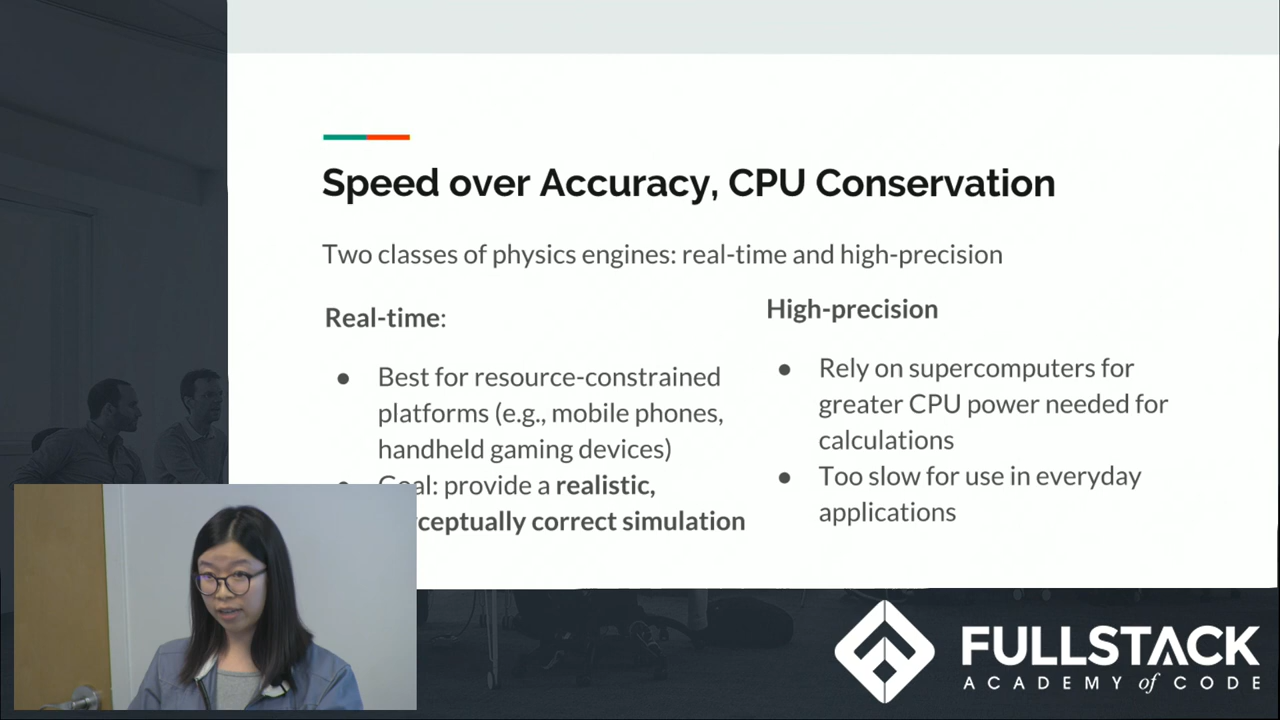 Speed over Accuracy, CPU Conservation
Two classes of physics engines: real-time and high-precision
Real-time:
● Best for resource-constrained
platforms (e.g., mobile phones,
handheld gaming devices)
Goal: provide a realistic,
correct simulation
High-precision
● Rely on supercomputers for
greater CPU power needed for
calculations
● Too slow for use in everyday
applications
FULLSTACK
ACADEMY of CODE